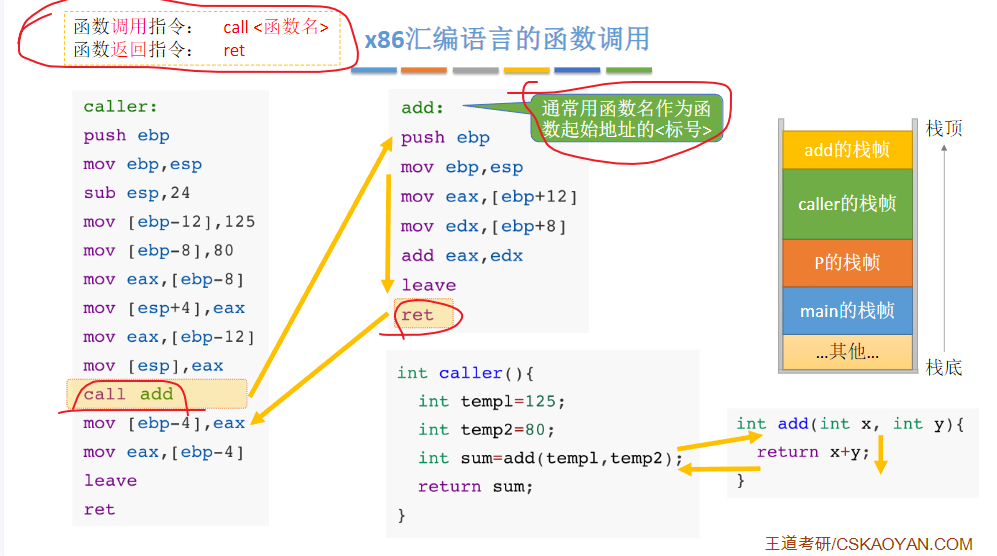 函数调用指令： call <函数名>
函数返回指令： ret
x86汇编语言的函数调用
caller:
push ebp
mov ebp,esp
sub esp,24
mov [ebp-12],125
mov [ebp-8],80
mov eax,[ebp-8]
mov [esp+4],eax
mov eax,[ebp-12]
mov [esp],eax
call add
mov [ebp-4],eax
mov eax,[ebp-4]
leave
ret
add:
push ebp
mov ebp,esp
mov eax,[ebp+12]
mov edx,[ebp+8]
add eax,edx
leave
ret
通常用函数名作为函
数起始地址的<标号>
int caller(){
int temp1=125;
int temp2=80;
int sum=add(temp1,temp2);
return sum;
}
int add(int x, int y){
return x+y;
}
栈顶
add的栈帧
caller的栈帧
P的栈帧
main的栈帧
...其他...
栈底
王道考研/CSKAOYAN.COM